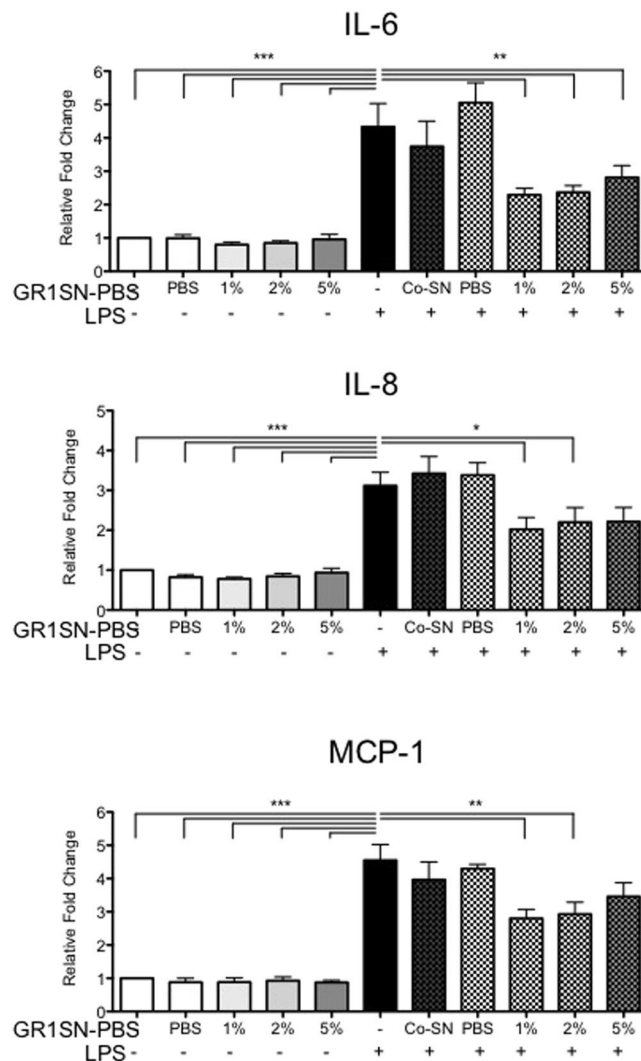 IL-6
*** **
6
5
4
3
2
1
0
Relative Fold Change
GR1SN-PBS PBS 1% 2% 5% - Co-SN PBS 1% 2% 5%
LPS - - - - - + + + + + +
IL-8
*** *
5
4
3
2
1
0
Relative Fold Change
GR1SN-PBS PBS 1% 2% 5% - Co-SN PBS 1% 2% 5%
LPS - - - - - + + + + + +
MCP-1
*** **
6
5
4
3
2
1
0
Relative Fold Change
GR1SN-PBS PBS 1% 2% 5% - Co-SN PBS 1% 2% 5%
LPS - - - - - + + + + + +